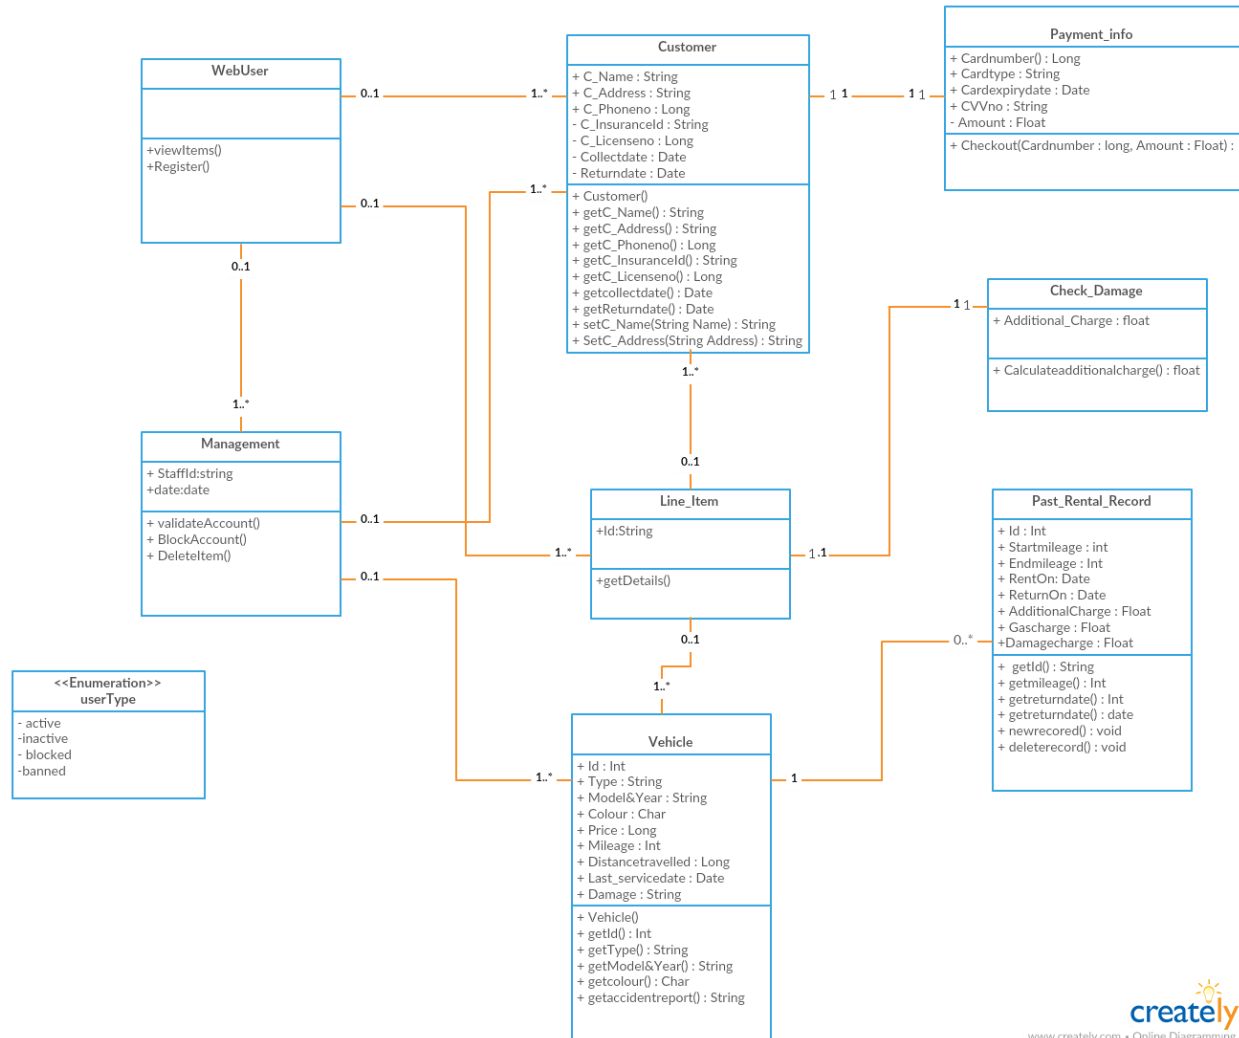 WebUser
+viewItems()
+Register()
0..1
1..*
0..1
0..1
1..*
Customer
+ C_Name : String
+ C_Address : String
+ C_Phoneno : Long
- C_InsuranceId : String
- C_Licenseno : Long
- Collectdate : Date
- Returndate : Date
+ Customer()
+ getC_Name() : String
+ getC_Address() : String
+ getC_Phoneno() : Long
+ getC_InsuranceId() : String
+ getC_Licenseno() : Long
+ getcollectdate() : Date
+ getReturndate() : Date
+ setC_Name(String Name) : String
+ SetC_Address(String Address) : String
1 1
1 1
Payment_info
+ Cardnumber() : Long
+ Cardtype : String
+ Cardexpirydate : Date
+ CVVno : String
- Amount : Float
+ Checkout(Cardnumber : long, Amount : Float) :
1 1
Check_Damage
+ Additional_Charge : float
+ Calculateadditionalcharge() : float
1..*
0..1
1..*
Management
+ StaffId:string
+date:date
+ validateAccount()
+ BlockAccount()
+ DeleteItem()
0..1
0..1
1..*
Line_Item
+Id:String
+getDetails()
1.1
0..1
1..*
Past_Rental_Record
+ Id : Int
+ Startmileage : int
+ Endmileage : Int
+ RentOn: Date
+ ReturnOn : Date
+ AdditionalCharge : Float
+ Gascharge : Float
+Damagecharge : Float
+  getId() : String
+ getmileage() : Int
+ getreturndate() : Int
+ getreturndate() : date
+ newrecored() : void
+ deleterecord() : void
0..*
<<Enumeration>>
userType
- active
-inactive
- blocked
-banned
1..*
Vehicle
+ Id : Int
+ Type : String
+ Model&Year : String
+ Colour : Char
+ Price : Long
+ Mileage : Int
+ Distancetravelled : Long
+ Last_servicedate : Date
+ Damage : String
+ Vehicle()
+ getId() : Int
+ getType() : String
+ getModel&Year() : String
+ getcolour() : Char
+ getaccidentreport() : String
1
creately
www.creately.com • Online Diagramming